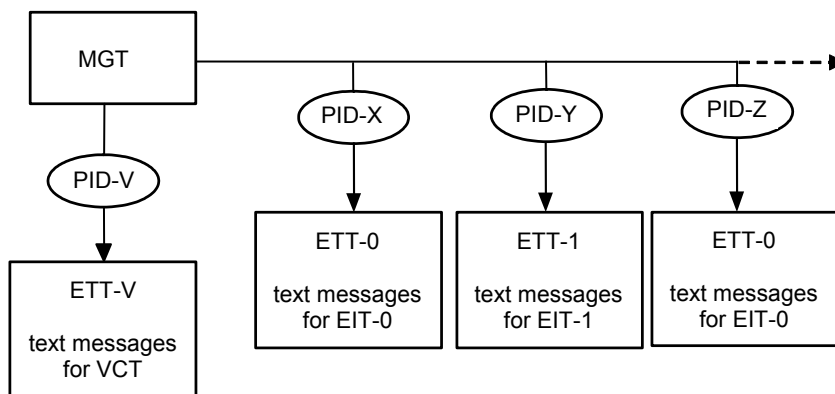 MGT
PID-X
PID-Y
PID-Z
PID-V
ETT-0
text messages
for EIT-0
ETT-1
text messages
for EIT-1
ETT-0
text messages
for EIT-0
ETT-V
text messages
for VCT